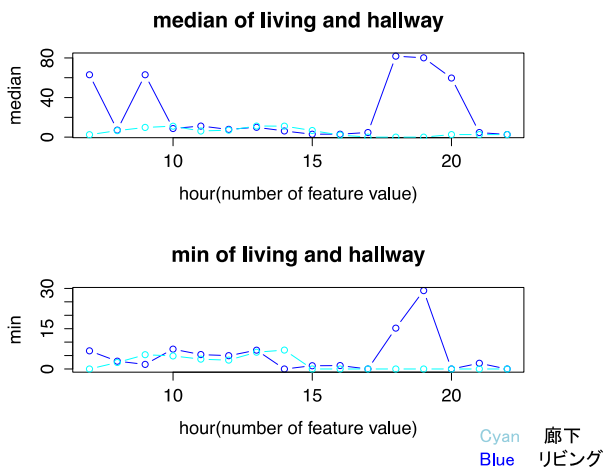 median of living and hallway
median
0 40 80
10 15 20
hour(number of feature value)
min of living and hallway
min
0 15 30
10 15 20
hour(number of feature value)
Cyan 廊下
Blue リビング